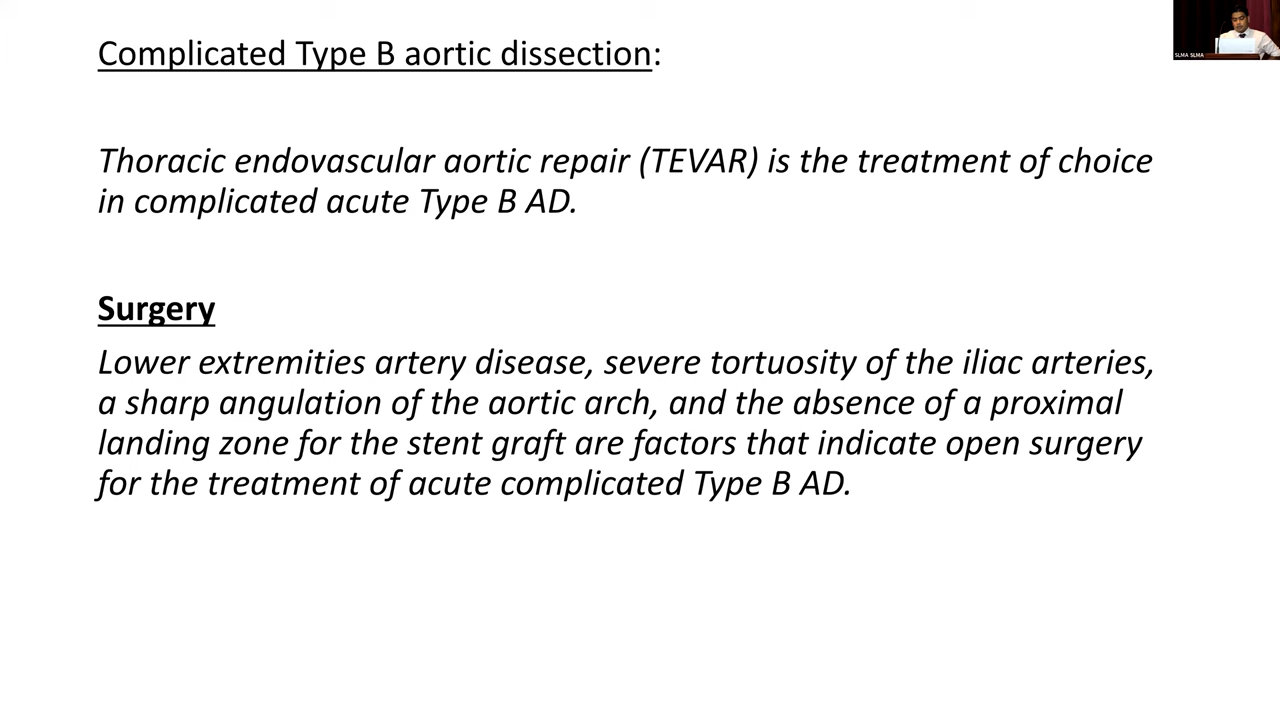 Complicated Type B aortic dissection:
Thoracic endovascular aortic repair (TEVAR) is the treatment of choice
in complicated acute Type B AD.
Surgery
Lower extremities artery disease, severe tortuosity of the iliac arteries,
a sharp angulation of the aortic arch, and the absence of a proximal
landing zone for the stent graft are factors that indicate open surgery
for the treatment of acute complicated Type B AD.
SLMA SLMA